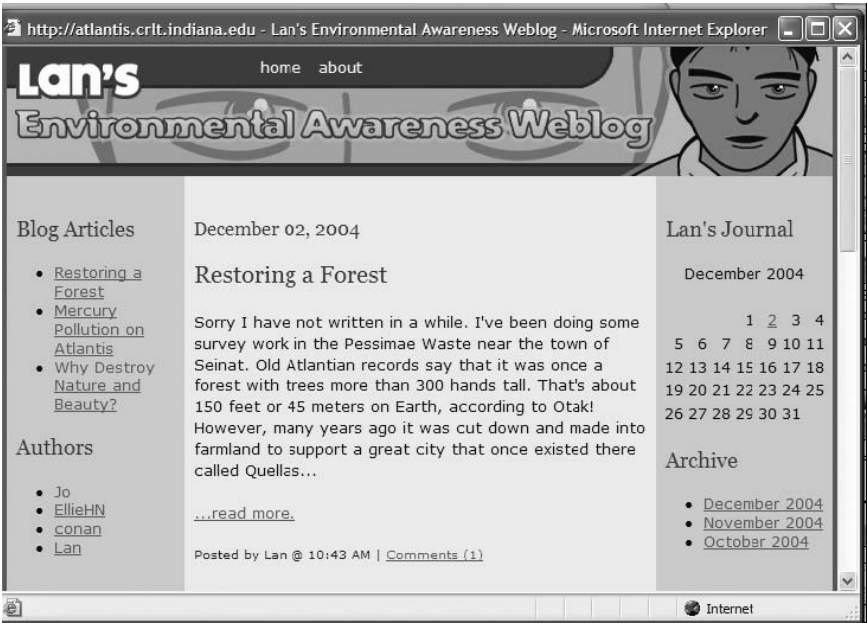 http://atlantis.crlt.indiana.edu - Lan's Environmental Awareness Weblog - Microsoft Internet Explorer
home about
Lan's
Environmental Awareness Weblog
Blog Articles
Restoring a
Forest
Mercury
Pollution on
Atlantis
Why Destroy
Nature and
Beauty?
Authors
Jo
EllieHN
conan
Lan
December 02, 2004
Restoring a Forest
Sorry I have not written in a while. I've been doing some
survey work in the Pessimae Waste near the town of
Seinat. Old Atlantian records say that it was once a
forest with trees more than 300 hands tall. That's about
150 feet or 45 meters on Earth, according to Otak!
However, many years ago it was cut down and made into
farmland to support a great city that once existed there
called Quellas...
...read more.
Posted by Lan @ 10:43 AM | Comments (1)
Lan's Journal
December 2004
1 2 3 4
5 6 7 8 9 10 11
12 13 14 15 16 17 18
19 20 21 22 23 24 25
26 27 28 29 30 31
Archive
December 2004
November 2004
October 2004
Internet